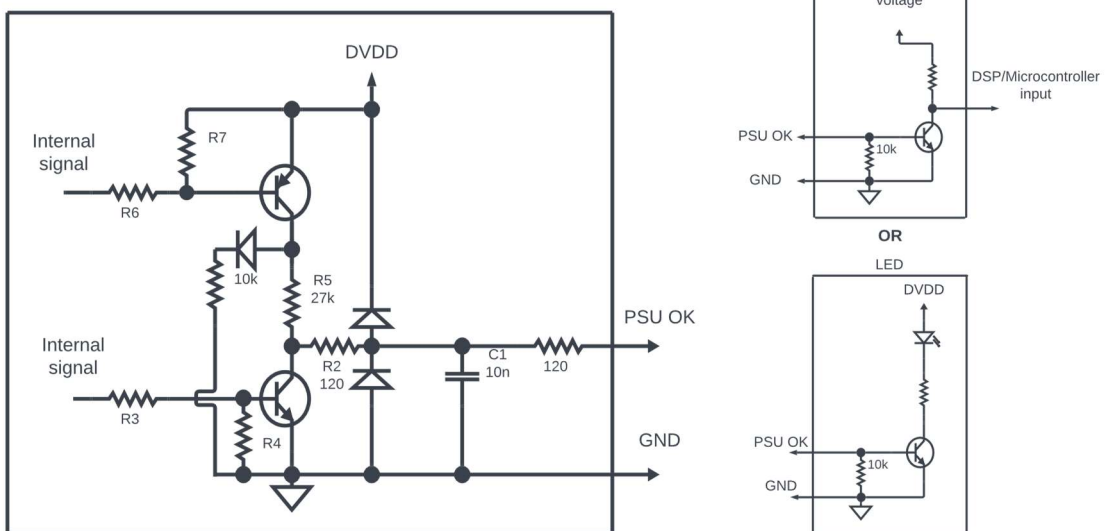 DVDD
Internal
signal
R7
R6
10k
R5
27k
PSU OK
Internal
signal
R2
120
C1
10n
120
R3
R4
GND
voltage
DSP/Microcontroller
input
PSU OK
10k
GND
OR
LED
DVDD
PSU OK
10k
GND